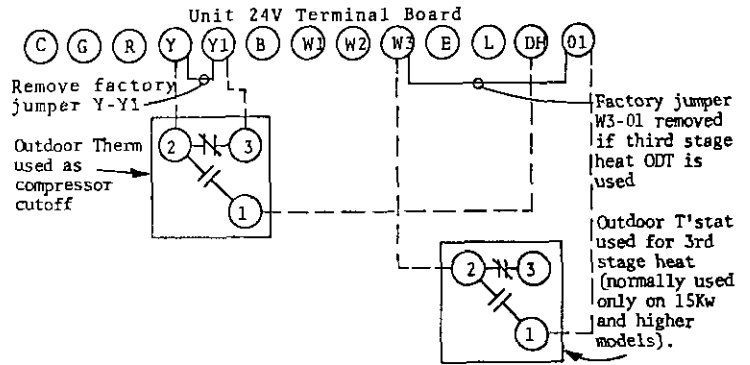 Unit 24V Terminal Board
C G R Y Y1 B W1 W2 W3 E L DH 01
Remove factory
jumper Y-Y1
Outdoor Therm
used as
compressor
cutoff
2 3
1
Factory jumper
W3-01 removed
if third stage
heat ODT is
used
Outdoor T'stat
used for 3rd
stage heat
(normally used
only on 15Kw
and higher
models).
2 3
1